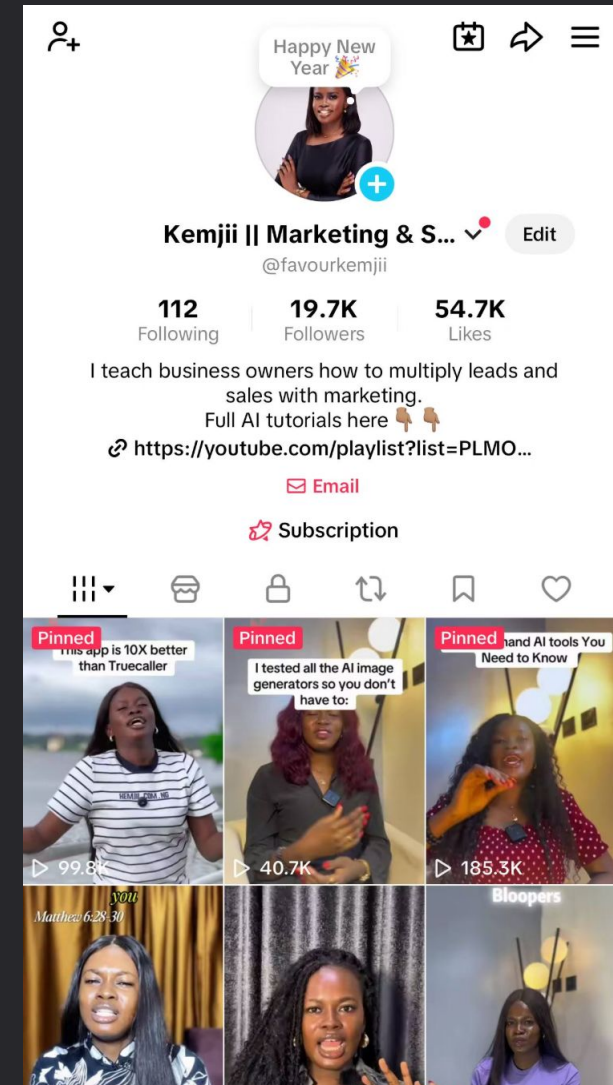 Happy New
Year 🎉
Kemjii || Marketing & S...
Edit
@favourkemjii
112
Following
19.7K
Followers
54.7K
Likes
I teach business owners how to multiply leads and
sales with marketing.
Full AI tutorials here 👇🏽 👇🏽
https://youtube.com/playlist?list=PLMO...
Email
Subscription
Pinned
This app is 10X better
than Truecaller
99.8K
Pinned
I tested all the AI image
generators so you don't
have to:
40.7K
Pinned
hand AI tools You
Need to Know
185.3K
you
Matthew 6:28-30
Bloopers